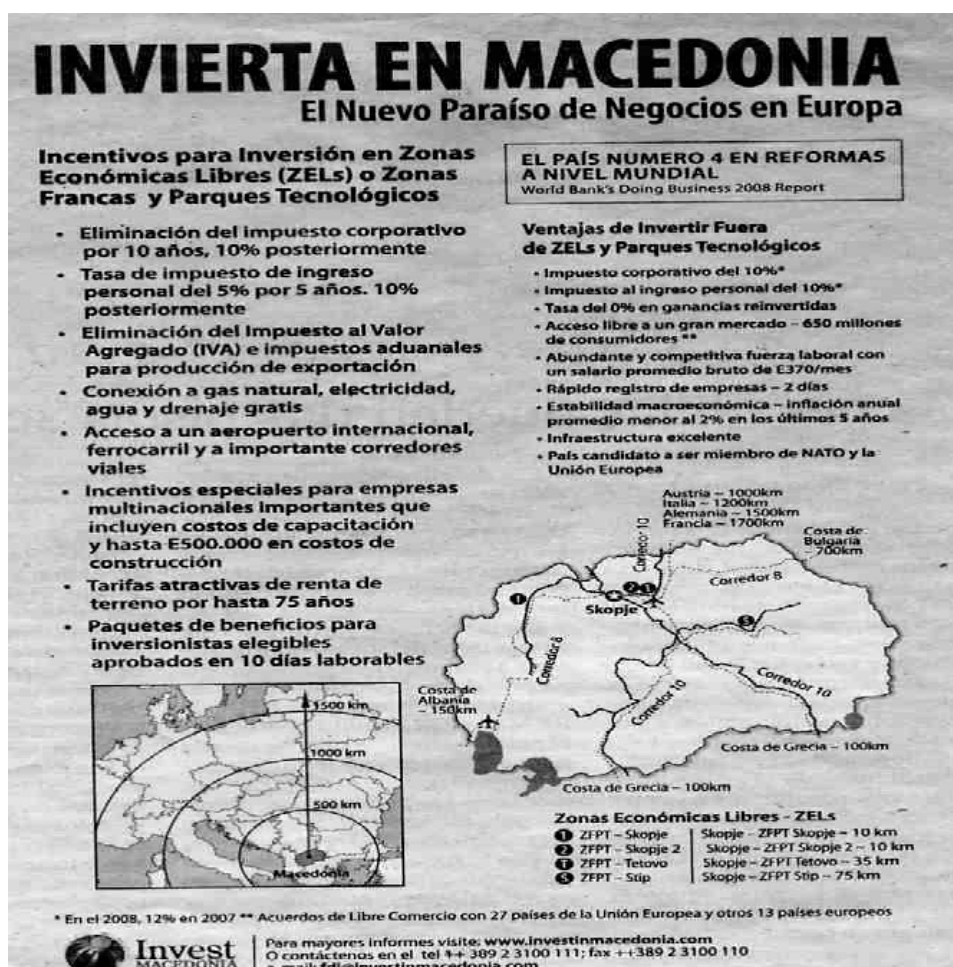 INVIERTA EN MACEDONIA
El Nuevo Paraíso de Negocios en Europa
Incentivos para Inversión en Zonas
Económicas Libres (ZELs) o Zonas
Francas y Parques Tecnológicos
• Eliminación del impuesto corporativo
por 10 años, 10% posteriormente
• Tasa de impuesto de ingreso
personal del 5% por 5 años. 10%
posteriormente
• Eliminación del Impuesto al Valor
Agregado (IVA) e impuestos aduanales
para producción de exportación
• Conexión a gas natural, electricidad,
agua y drenaje gratis
• Acceso a un aeropuerto internacional,
ferrocarril y a importante corredores
viales
• Incentivos especiales para empresas
multinacionales importantes que
incluyen costos de capacitación
y hasta E500.000 en costos de
construcción
• Tarifas atractivas de renta de
terreno por hasta 75 años
• Paquetes de beneficios para
inversionistas elegibles
aprobados en 10 días laborables
EL PAÍS NUMERO 4 EN REFORMAS
A NIVEL MUNDIAL
World Bank's Doing Business 2008 Report
Ventajas de Invertir Fuera
de ZELs y Parques Tecnológicos
• Impuesto corporativo del 10%*
• Impuesto al ingreso personal del 10%*
• Tasa del 0% en ganancias reinvertidas
• Acceso libre a un gran mercado – 650 millones
de consumidores **
• Abundante y competitiva fuerza laboral con
un salario promedio bruto de E370/mes
• Rápido registro de empresas – 2 días
• Estabilidad macroeconómica – inflación anual
promedio menor al 2% en los últimos 5 años
• Infraestructura excelente
• País candidato a ser miembro de NATO y la
Unión Europea
Austria ~ 1000km
Italia ~ 1200km
Alemania ~ 1500km
Francia ~ 1700km
Costa de
Bulgaria
~ 700km
Corredor 10
Corredor 8
2 1
T
Skopje
S
Corredor 8
Corredor 10
Corredor 10
Costa de
Albania
~ 150km
Costa de Grecia ~ 100km
Costa de Grecia ~ 100km
1500 km
1000 km
500 km
Macedonia
Zonas Económicas Libres - ZELs
1 ZFPT – Skopje Skopje – ZFPT Skopje ~ 10 km
2 ZFPT – Skopje 2 Skopje – ZFPT Skopje 2 ~ 10 km
T ZFPT – Tetovo Skopje – ZFPT Tetovo ~ 35 km
S ZFPT – Stip Skopje – ZFPT Stip ~ 75 km
* En el 2008, 12% en 2007 ** Acuerdos de Libre Comercio con 27 países de la Unión Europea y otros 13 países europeos
Invest
MACEDONIA
Para mayores informes visite: www.investinmacedonia.com
O contáctenos en el tel ++ 389 2 3100 111; fax ++389 2 3100 110
e-mail: fdi@investinmacedonia.com